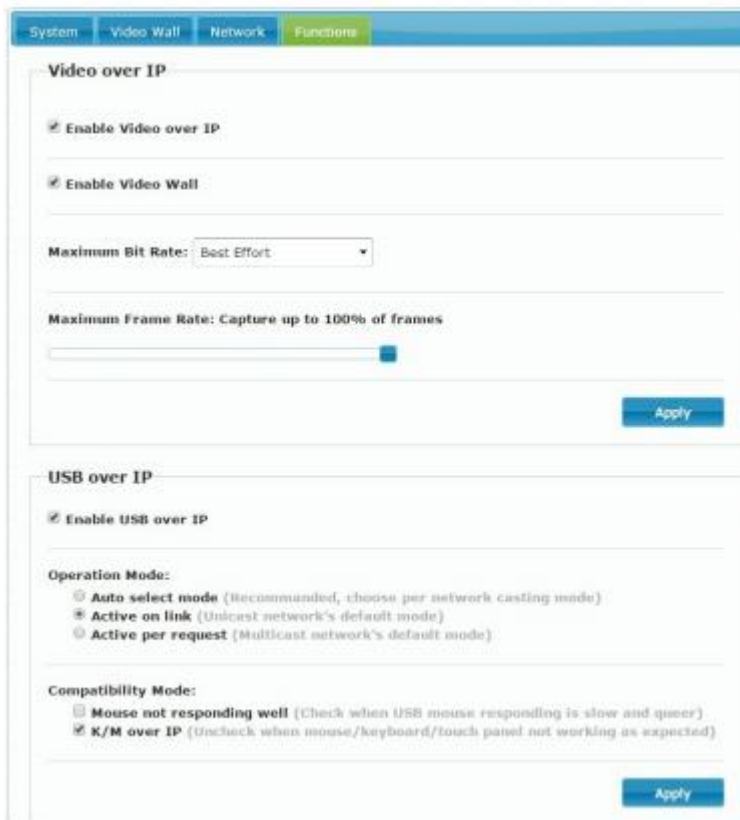 System Video Wall Network Functions
Video over IP
Enable Video over IP
Enable Video Wall
Maximum Bit Rate: Best Effort
Maximum Frame Rate: Capture up to 100% of frames
Apply
USB over IP
Enable USB over IP
Operation Mode:
Auto select mode (Recommanded, choose per network casting mode)
Active on link (Unicast network's default mode)
Active per request (Multicast network's default mode)
Compatibility Mode:
Mouse not responding well (Check when USB mouse responding is slow and queer)
K/M over IP (Uncheck when mouse/keyboard/touch panel not working as expected)
Apply